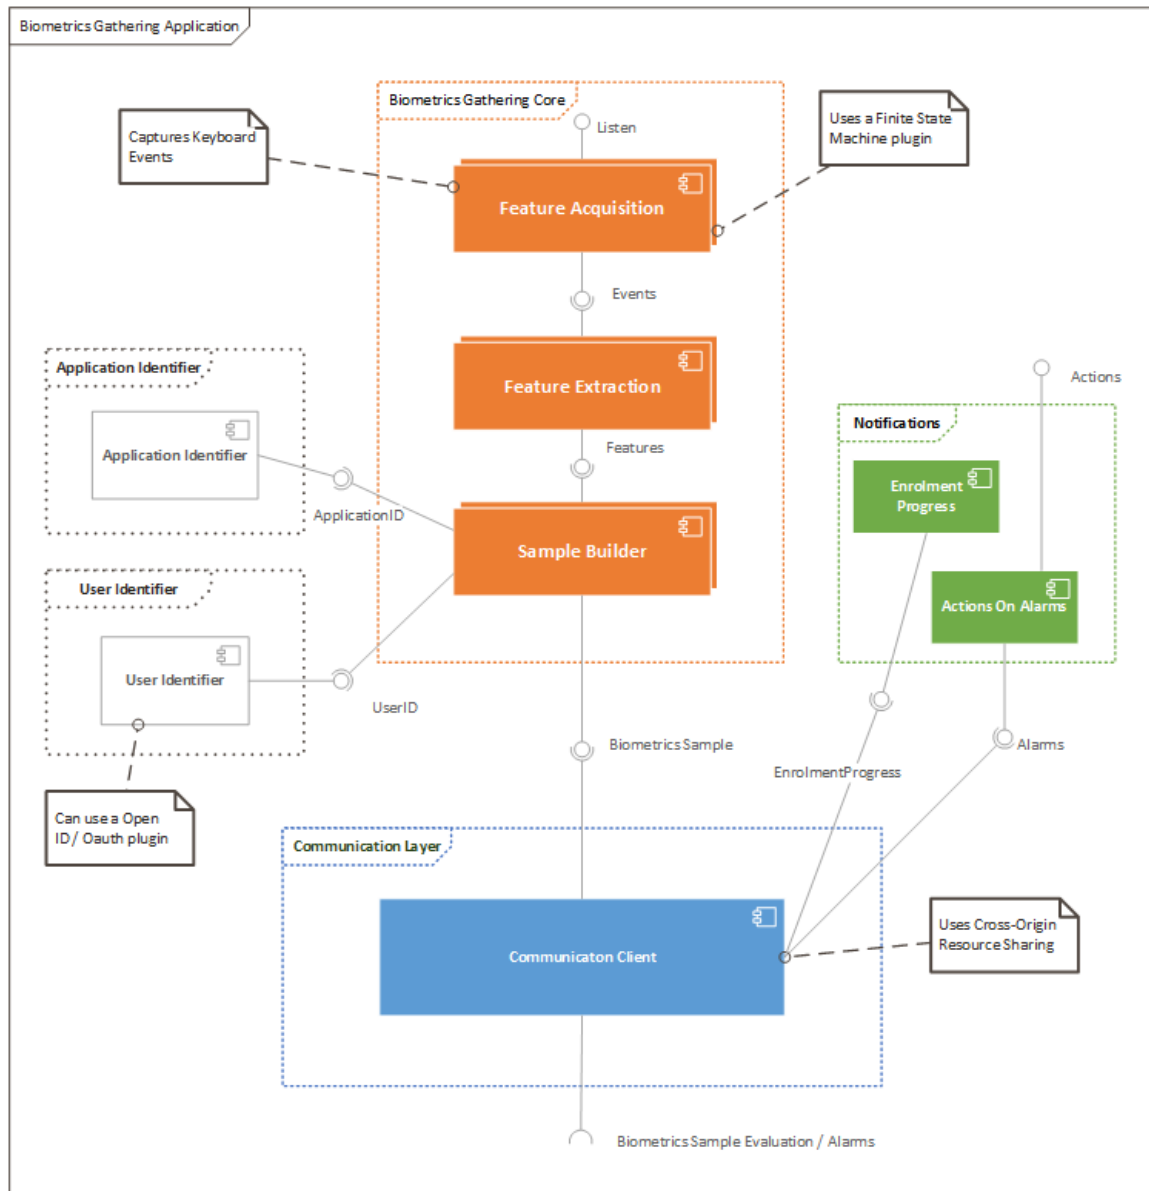 Biometrics Gathering Application
Biometrics Gathering Core
Captures Keyboard
Events
Listen
Uses a Finite State
Machine plugin
Feature Acquisition
Events
Application Identifier
Feature Extraction
Actions
Notifications
Application Identifier
Features
Enrolment
Progress
ApplicationID
Sample Builder
User Identifier
Actions On Alarms
User Identifier
UserID
Biometrics Sample
Alarms
EnrolmentProgress
Can use a Open
ID/ Oauth plugin
Communication Layer
Uses Cross-Origin
Resource Sharing
Communicaton Client
Biometrics Sample Evaluation / Alarms